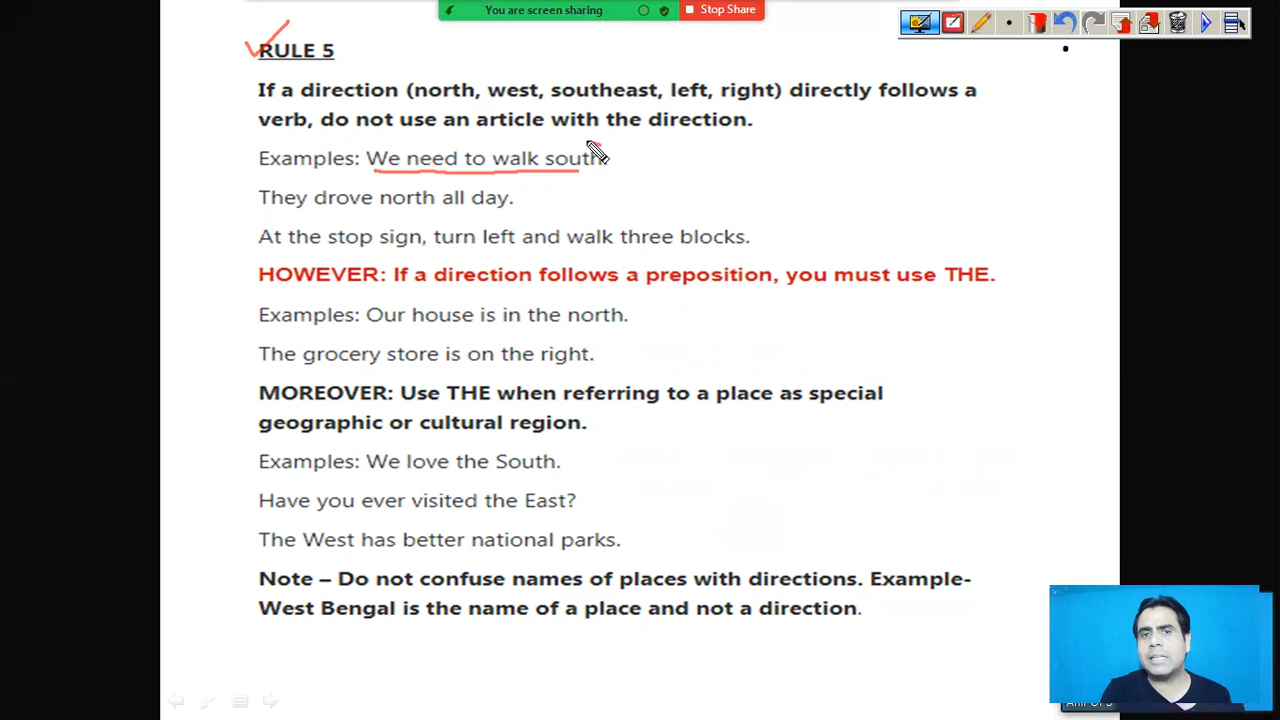 You are screen sharing
Stop Share
RULE 5
If a direction (north, west, southeast, left, right) directly follows a
verb, do not use an article with the direction.
Examples: We need to walk south.
They drove north all day.
At the stop sign, turn left and walk three blocks.
HOWEVER: If a direction follows a preposition, you must use THE.
Examples: Our house is in the north.
The grocery store is on the right.
MOREOVER: Use THE when referring to a place as special
geographic or cultural region.
Examples: We love the South.
Have you ever visited the East?
The West has better national parks.
Note – Do not confuse names of places with directions. Example-
West Bengal is the name of a place and not a direction.